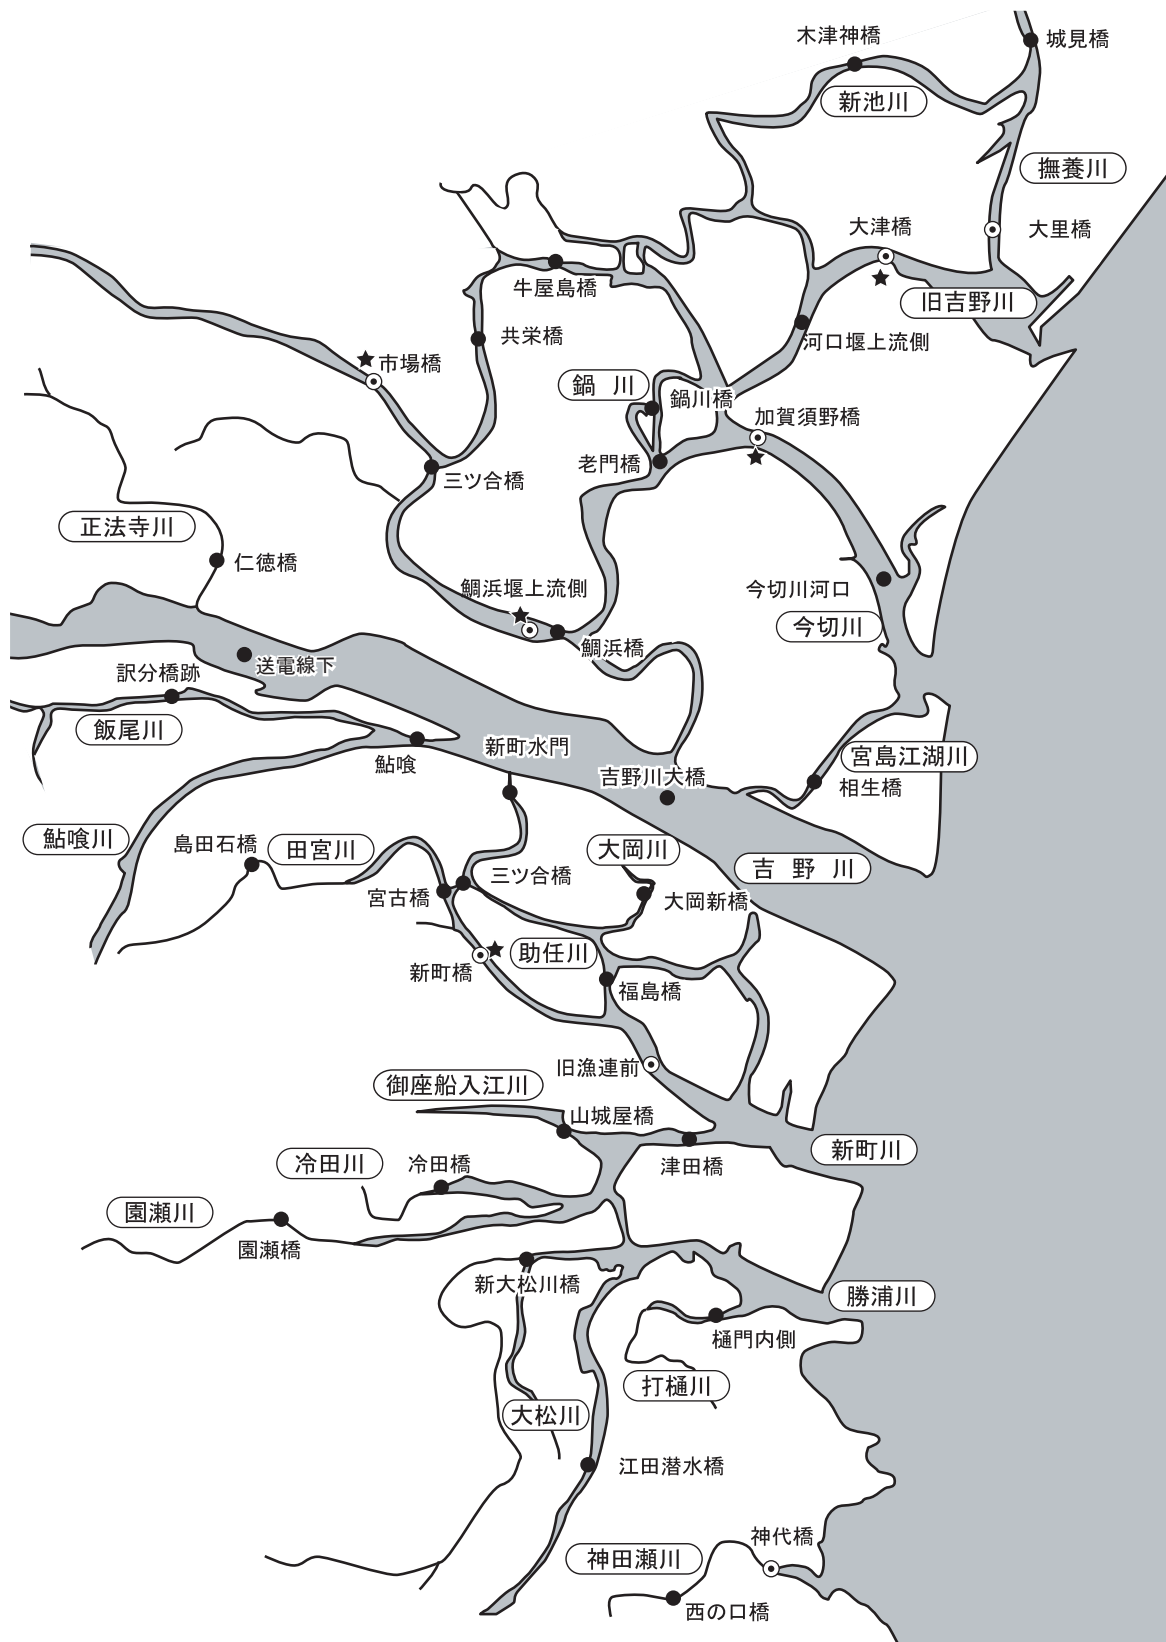 木津神橋
城見橋
新池川
撫養川
大津橋
大里橋
牛屋島橋
旧吉野川
共栄橋
河口堰上流側
市場橋
鍋川
鍋川橋
加賀須野橋
老門橋
三ツ合橋
正法寺川
仁徳橋
鯛浜堰上流側
今切川河口
今切川
鯛浜橋
送電線下
訳分橋跡
飯尾川
新町水門
宮島江湖川
鮎喰
吉野川大橋
相生橋
鮎喰川
島田石橋
田宮川
大岡川
吉野川
三ツ合橋
宮古橋
大岡新橋
助任川
新町橋
福島橋
旧漁連前
御座船入江川
山城屋橋
新町川
冷田川
冷田橋
津田橋
園瀬川
園瀬橋
新大松川橋
勝浦川
樋門内側
打樋川
大松川
江田潜水橋
神代橋
神田瀬川
西の口橋